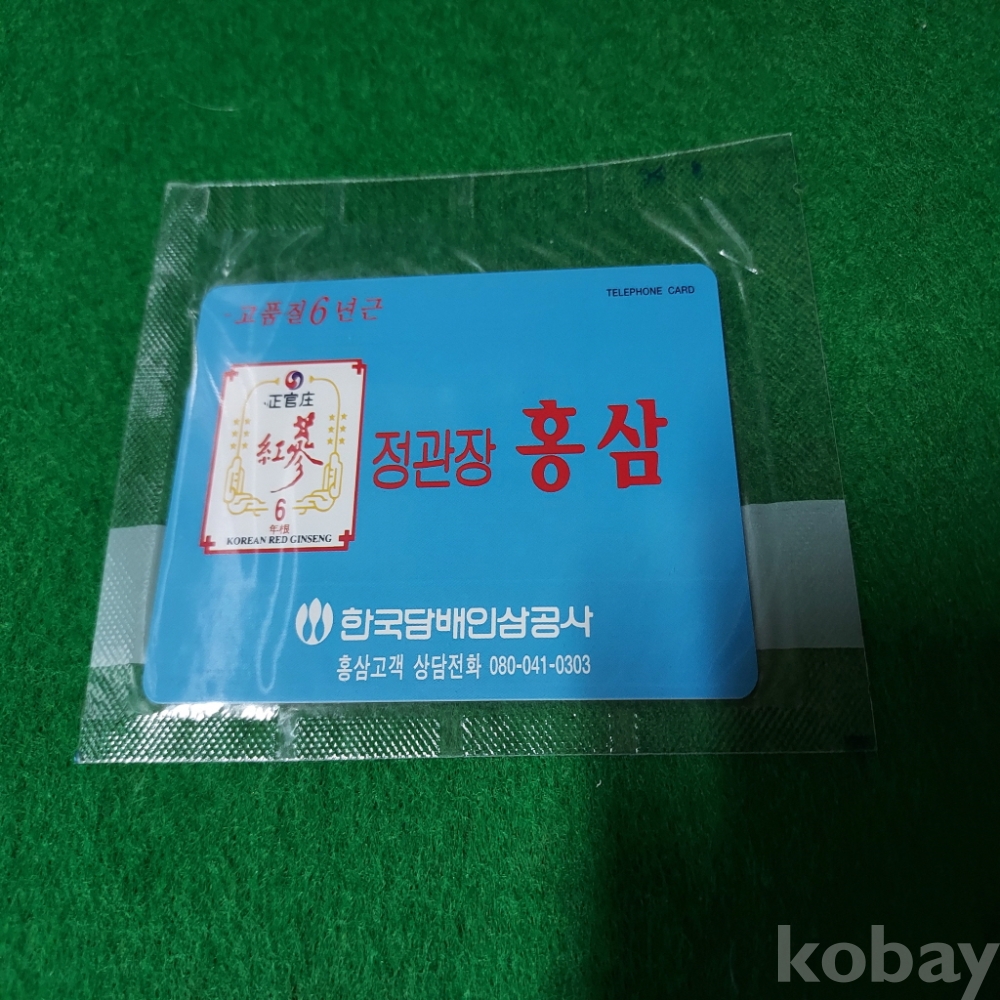 TELEPHONE CARD
고품질 6년근
正官庄
紅蔘
6
年根
KOREAN RED GINSENG
정관장 홍삼
한국담배인삼공사
홍삼고객 상담전화 080-041-0303
kobay